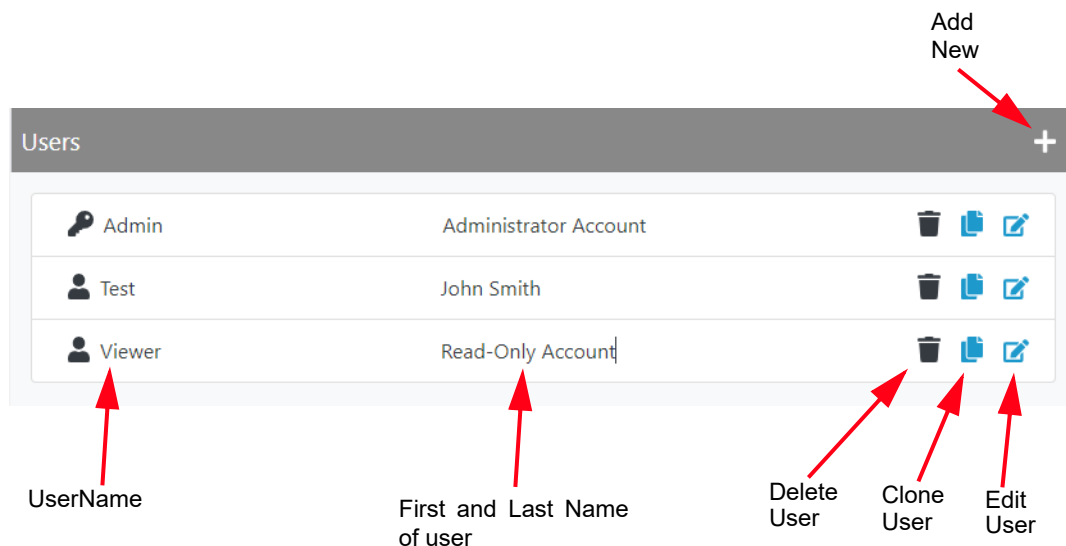 Add
New
Users
Admin Administrator Account
Test John Smith
Viewer Read-Only Account
UserName
First and Last Name
of user
Delete
User
Clone
User
Edit
User